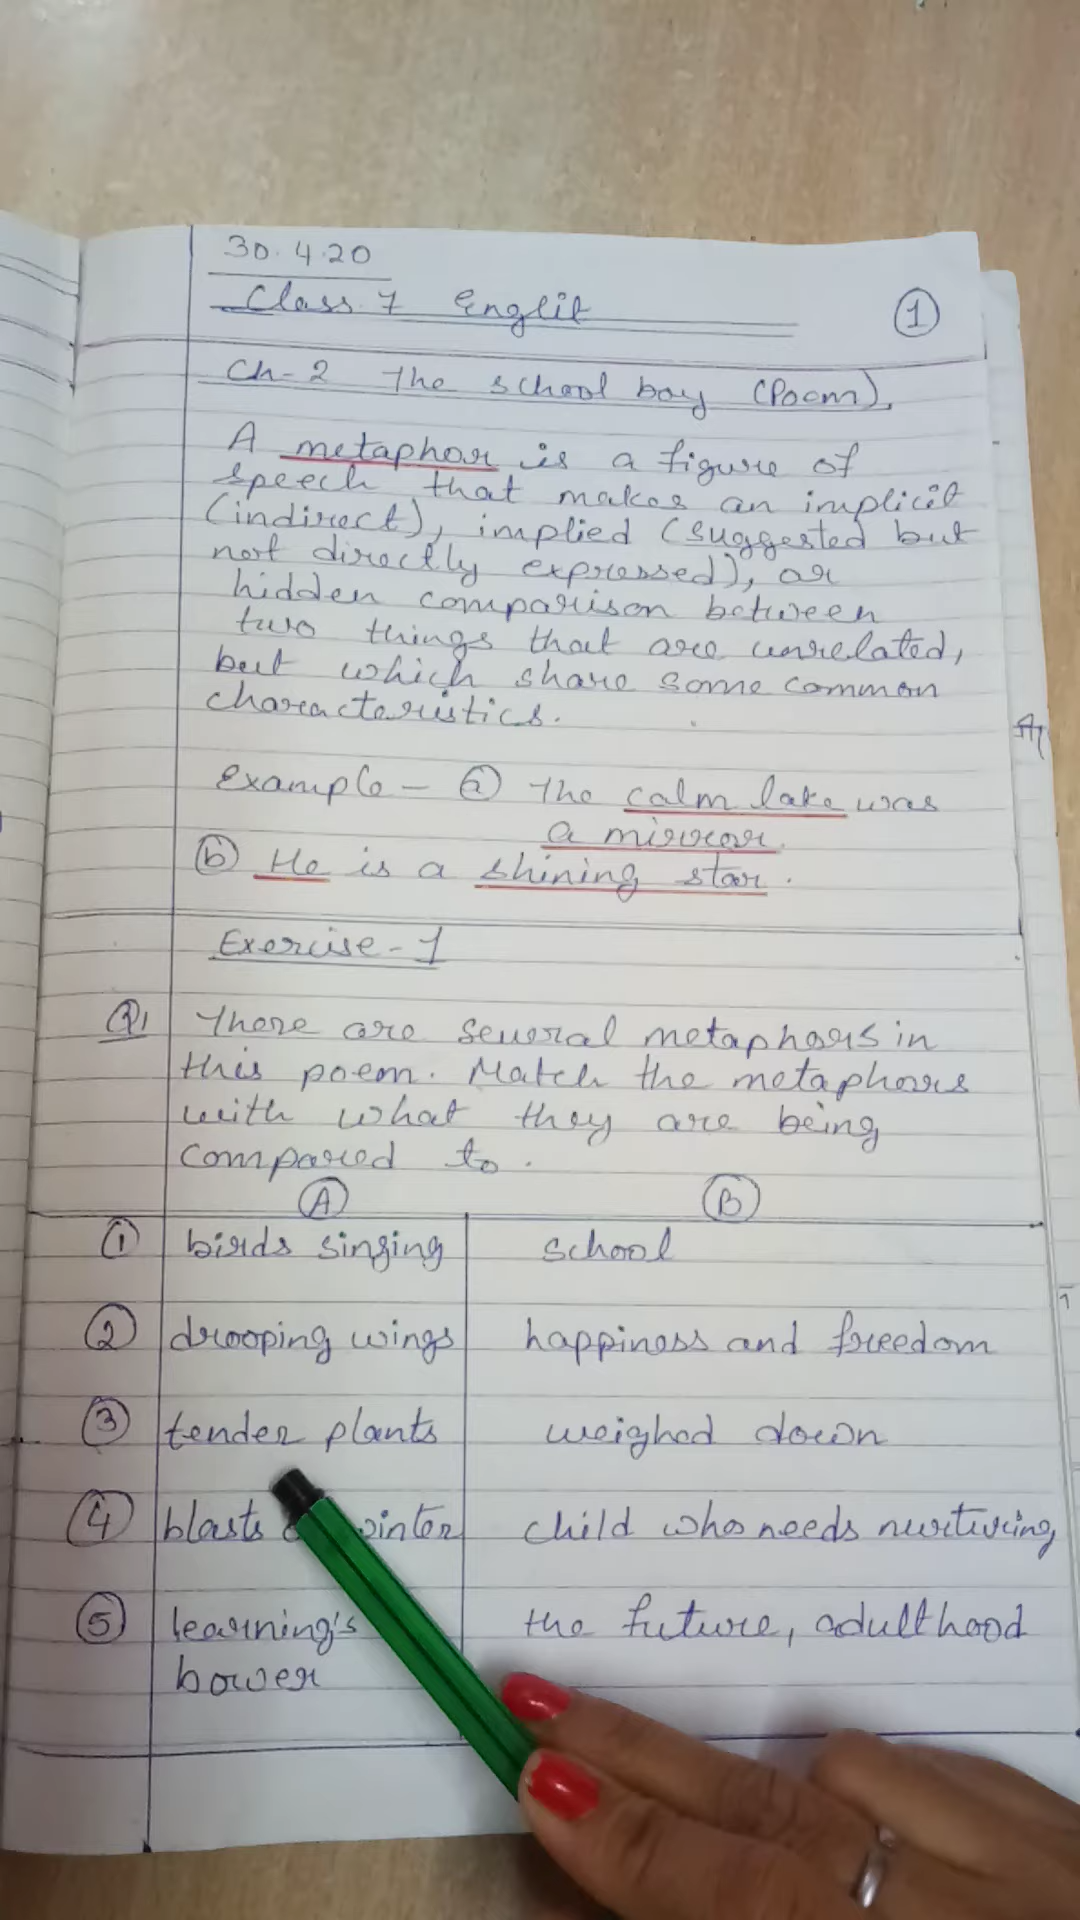 30.4.20
Class 7 Englit
1
Ch-2 The school boy (Poem),
A metaphor is a figure of
speech that makes an implicit
(indirect), implied (suggested but
not directly expressed), or
hidden comparison between
two things that are unrelated,
but which share some common
characteristics.
Example - a The calm lake was
a mirror.
b He is a shining star.
Exercise-1
Q1 There are several metaphors in
this poem. Match the metaphors
with what they are being
compared to.
A B
1 birds singing school
2 drooping wings happiness and freedom
3 tender plants weighed down
4 blasts winter child who needs nurturing
5 learning's the future, adulthood
bower